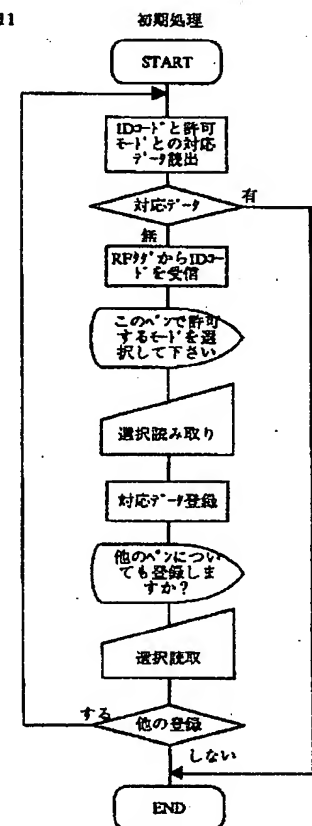 11
初期処理
START
IDコードと許可
モードとの対応
データ読出
対応データ
有
無
RFタグからIDコー
ドを受信
このペンで許可
するモードを選
択して下さい
選択読み取り
対応データ登録
他のペンについ
ても登録しま
すか?
選択読取
する
他の登録
しない
END